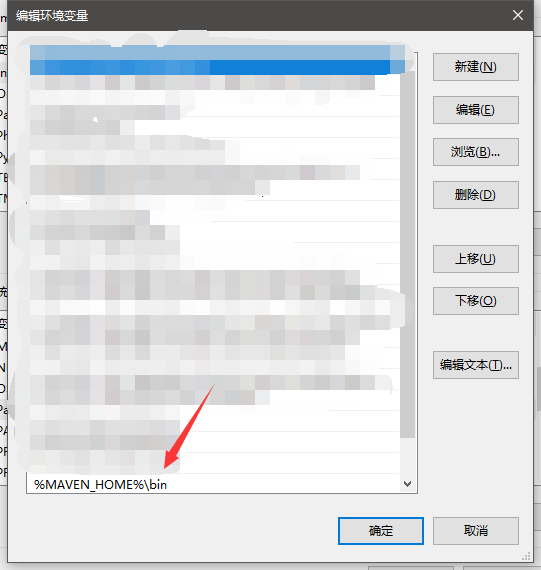 编辑环境变量
新建(N)
编辑(E)
浏览(B)...
删除(D)
上移(U)
下移(O)
编辑文本(T)...
%MAVEN_HOME%\bin
确定
取消